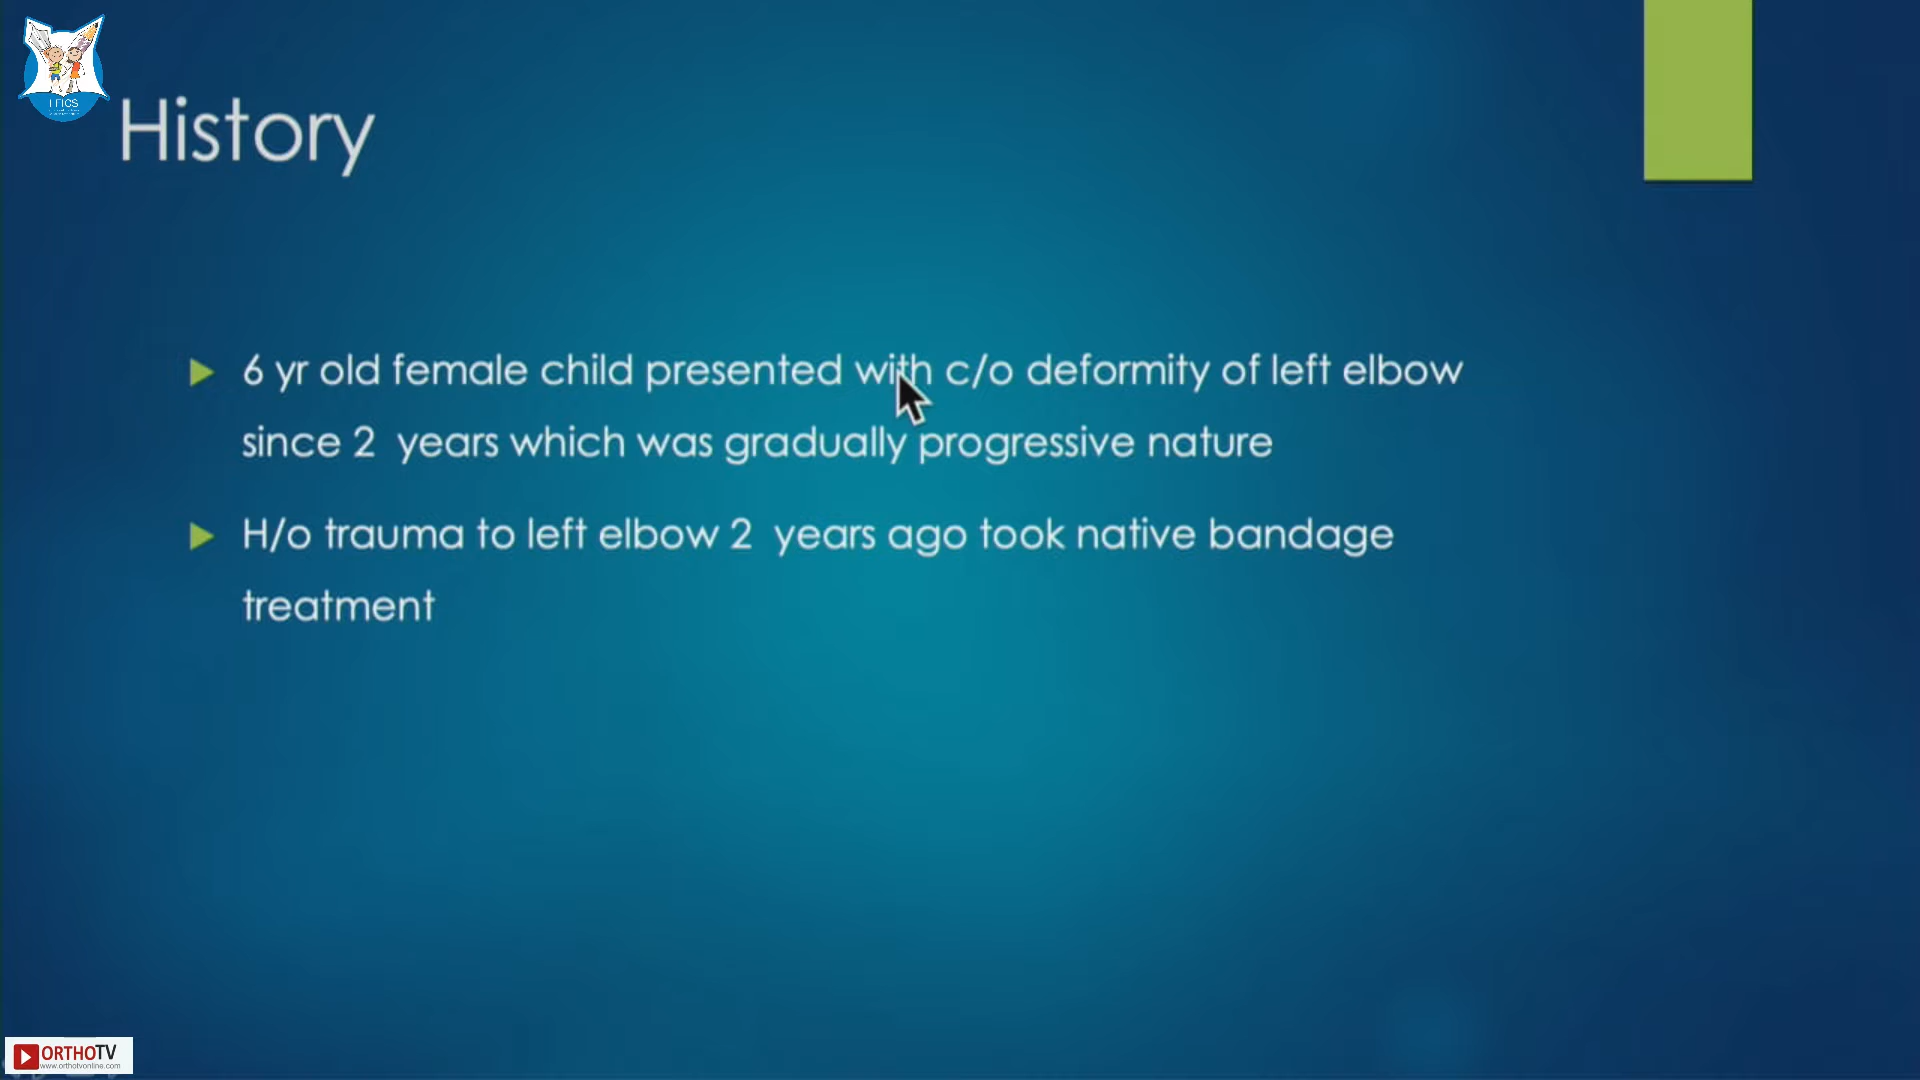 I FICS
History
6 yr old female child presented with c/o deformity of left elbow
since 2 years which was gradually progressive nature
H/o trauma to left elbow 2 years ago took native bandage
treatment
ORTHOTV
www.orthotvonline.com